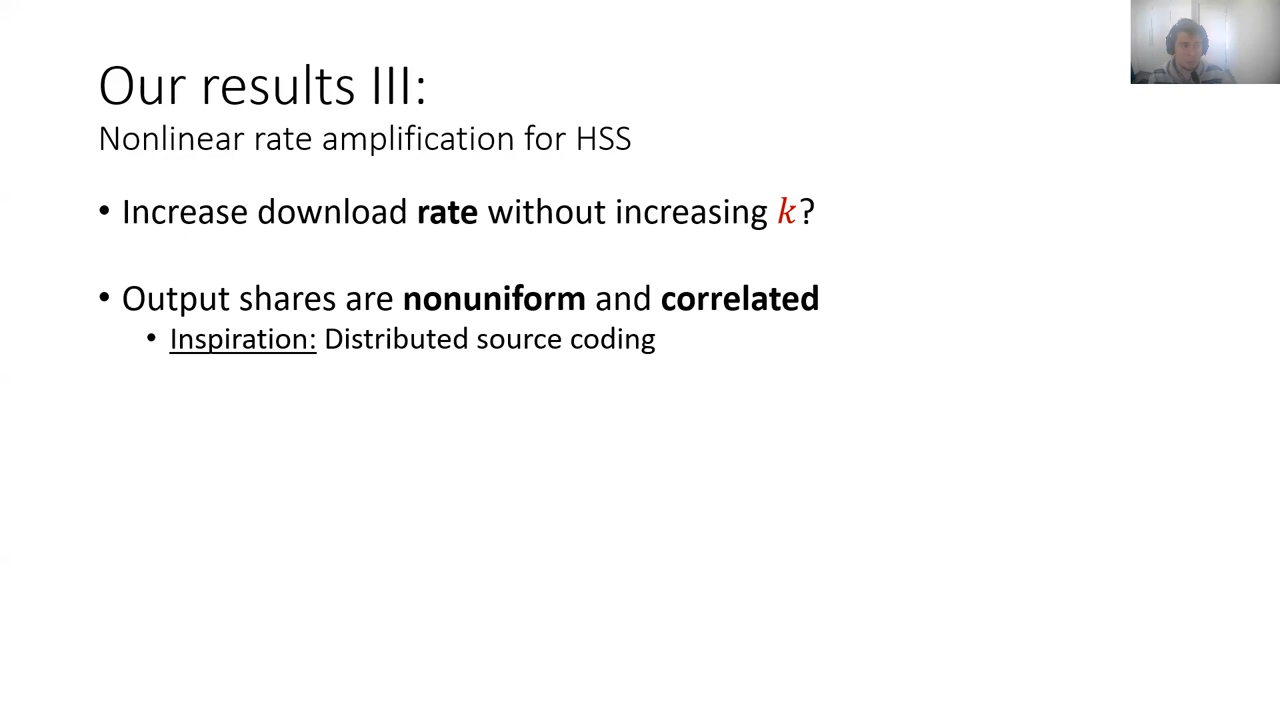 Our results III:
Nonlinear rate amplification for HSS
• Increase download rate without increasing k?
• Output shares are nonuniform and correlated
• Inspiration: Distributed source coding